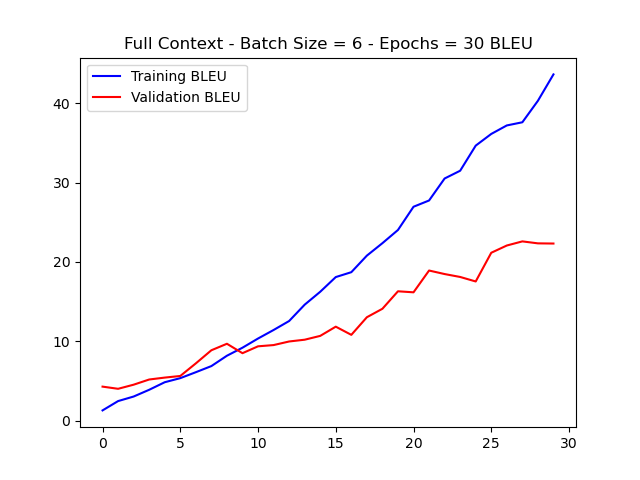 Full Context - Batch Size = 6 - Epochs = 30 BLEU
Training BLEU
Validation BLEU
40
30
20
10
0
0 5 10 15 20 25 30